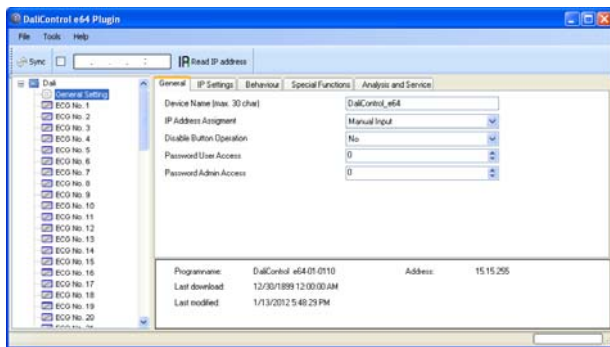 DaliControl e64 Plugin
File Tools Help
Sync . . . : Read IP address
Dali
General Setting
ECG No. 1
ECG No. 2
ECG No. 3
ECG No. 4
ECG No. 5
ECG No. 6
ECG No. 7
ECG No. 8
ECG No. 9
ECG No. 10
ECG No. 11
ECG No. 12
ECG No. 13
ECG No. 14
ECG No. 15
ECG No. 16
ECG No. 17
ECG No. 18
ECG No. 19
ECG No. 20
General IP Settings Behaviour Special Functions Analysis and Service
Device Name (max. 30 char) DaliControl_e64
IP Address Assigment Manual Input
Disable Button Operation No
Password User Access 0
Password Admin Access 0
Programname: DaliControl e64-01-0110 Address: 15.15.255
Last download: 12/30/1899 12:00:00 AM
Last modified: 1/13/2012 5:48:29 PM